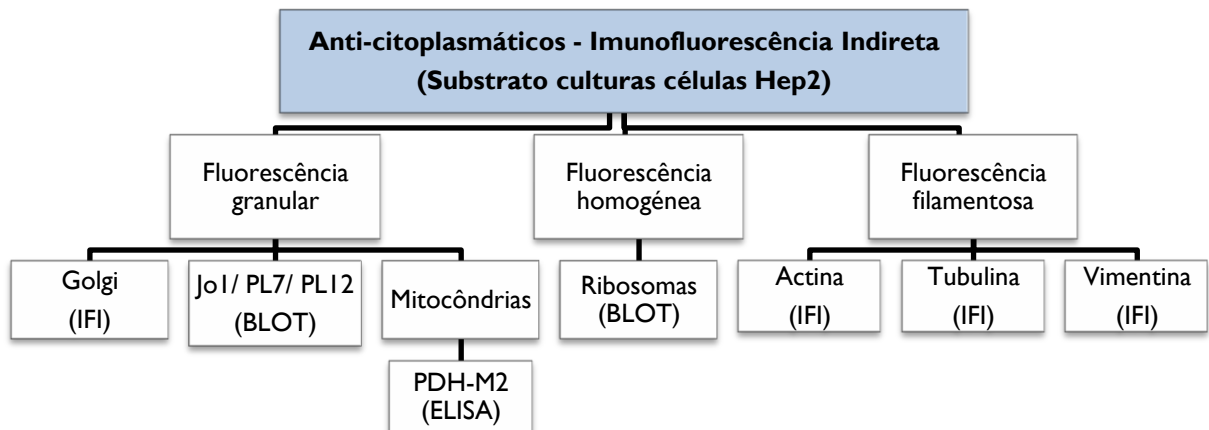 Anti-citoplasmáticos - Imunofluorescência Indireta
(Substrato culturas células Hep2)
Fluorescência
granular
Fluorescência
homogénea
Fluorescência
filamentosa
Golgi
(IFI)
Jo1/ PL7/ PL12
(BLOT)
Mitocôndrias
Ribosomas
(BLOT)
Actina
(IFI)
Tubulina
(IFI)
Vimentina
(IFI)
PDH-M2
(ELISA)